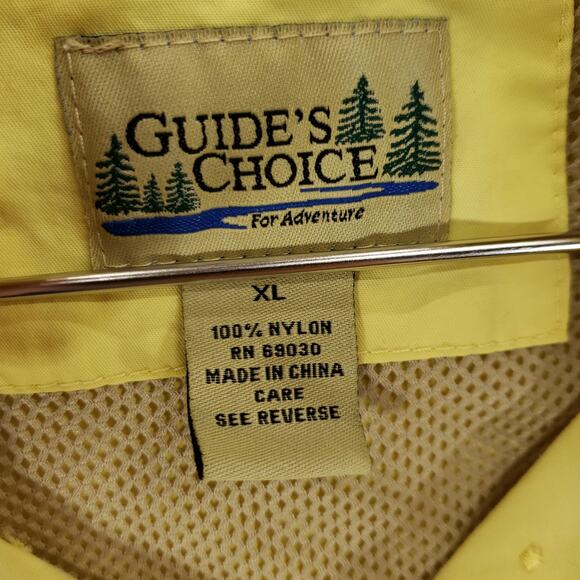 GUIDE'S
CHOICE
For Adventure
XL
100% NYLON
RN 69030
MADE IN CHINA
CARE
SEE REVERSE